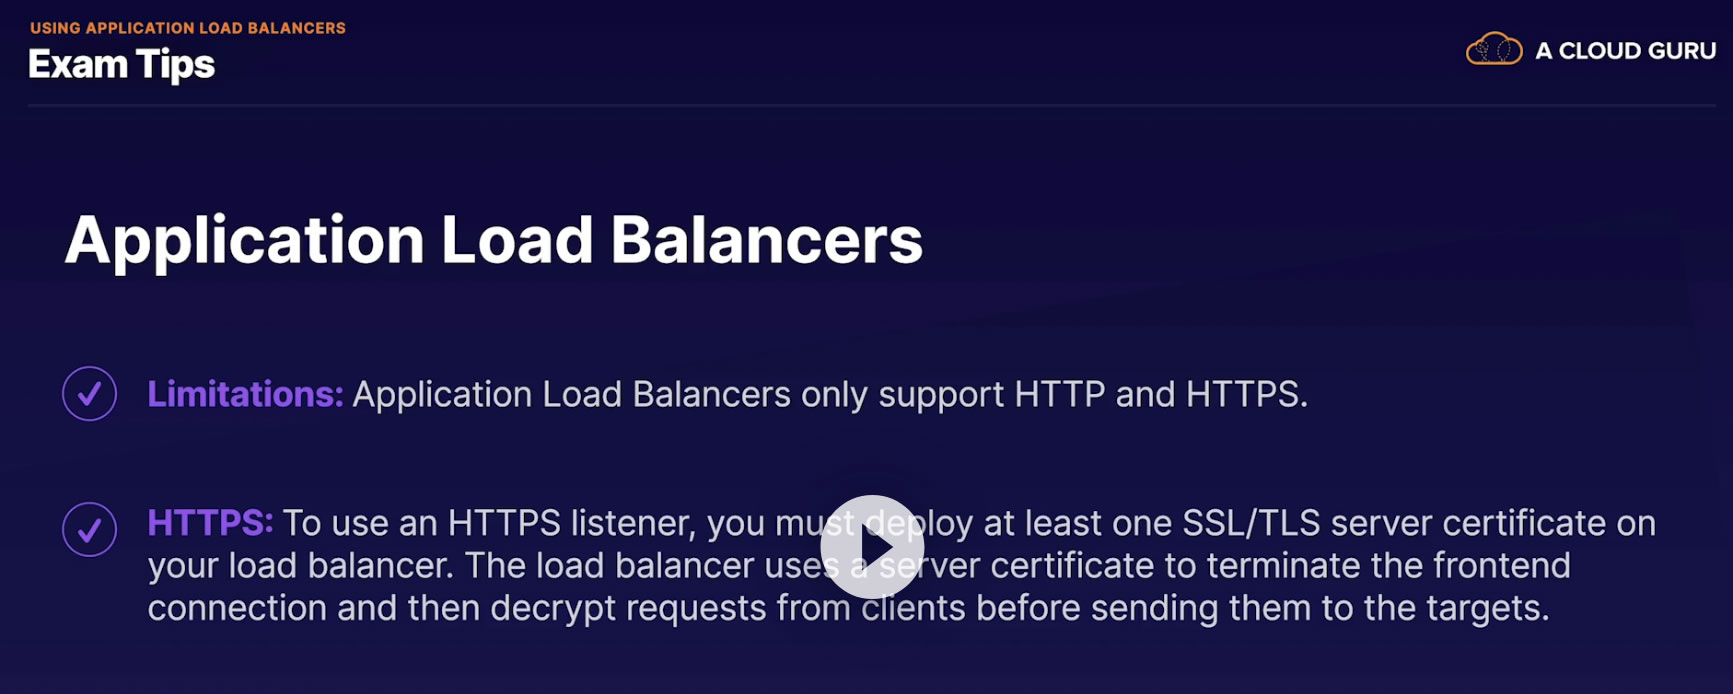 USING APPLICATION LOAD BALANCERS
Exam Tips
A CLOUD GURU
Application Load Balancers
Limitations: Application Load Balancers only support HTTP and HTTPS.
HTTPS: To use an HTTPS listener, you must deploy at least one SSL/TLS server certificate on
your load balancer. The load balancer uses a server certificate to terminate the frontend
connection and then decrypt requests from clients before sending them to the targets.